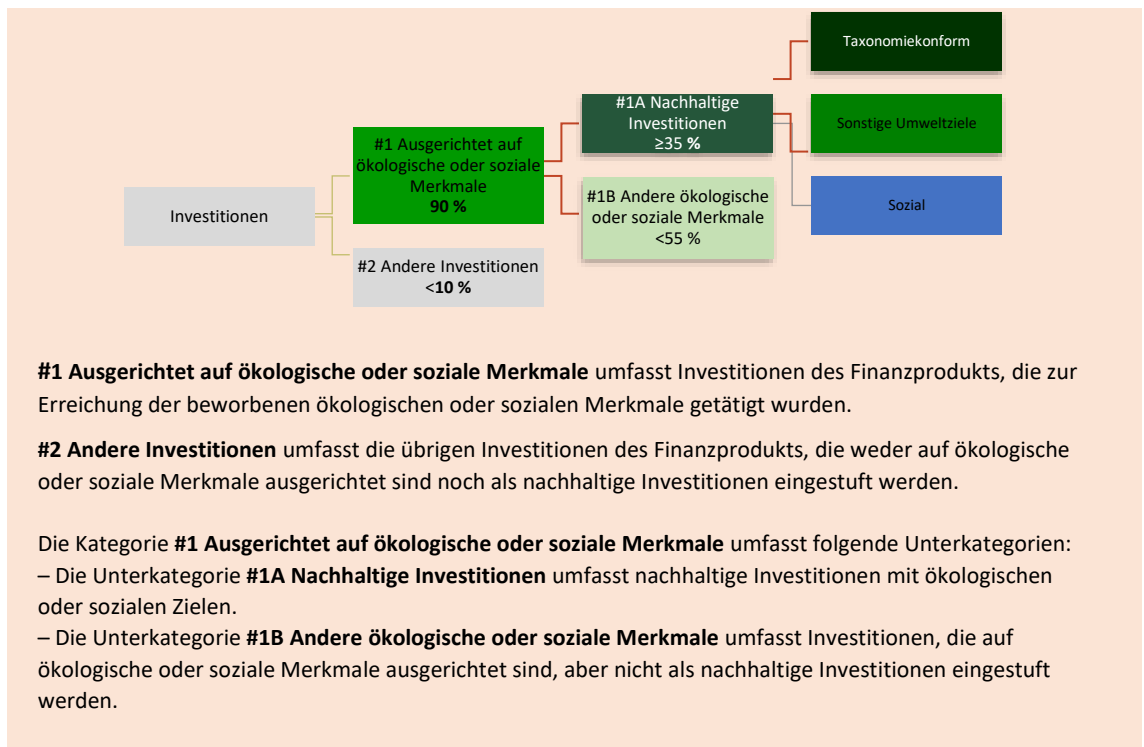 Taxonomiekonform
#1A Nachhaltige
Investitionen
≥35 %
Sonstige Umweltziele
#1 Ausgerichtet auf
ökologische oder soziale
Merkmale
90 %
#1B Andere ökologische
oder soziale Merkmale
<55 %
Sozial
Investitionen
#2 Andere Investitionen
<10 %
#1 Ausgerichtet auf ökologische oder soziale Merkmale umfasst Investitionen des Finanzprodukts, die zur
Erreichung der beworbenen ökologischen oder sozialen Merkmale getätigt wurden.
#2 Andere Investitionen umfasst die übrigen Investitionen des Finanzprodukts, die weder auf ökologische
oder soziale Merkmale ausgerichtet sind noch als nachhaltige Investitionen eingestuft werden.
Die Kategorie #1 Ausgerichtet auf ökologische oder soziale Merkmale umfasst folgende Unterkategorien:
– Die Unterkategorie #1A Nachhaltige Investitionen umfasst nachhaltige Investitionen mit ökologischen
oder sozialen Zielen.
– Die Unterkategorie #1B Andere ökologische oder soziale Merkmale umfasst Investitionen, die auf
ökologische oder soziale Merkmale ausgerichtet sind, aber nicht als nachhaltige Investitionen eingestuft
werden.